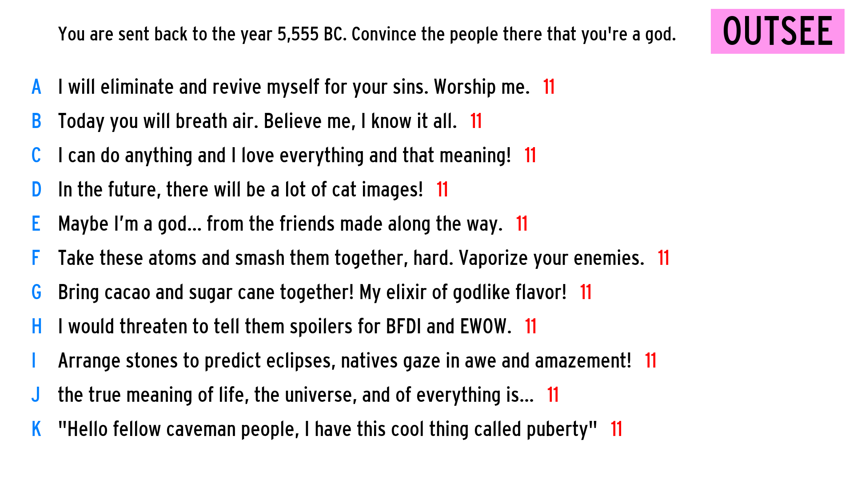 You are sent back to the year 5,555 BC. Convince the people there that you're a god.
OUTSEE
A I will eliminate and revive myself for your sins. Worship me. 11
B Today you will breath air. Believe me, I know it all. 11
C I can do anything and I love everything and that meaning! 11
D In the future, there will be a lot of cat images! 11
E Maybe I’m a god... from the friends made along the way. 11
F Take these atoms and smash them together, hard. Vaporize your enemies. 11
G Bring cacao and sugar cane together! My elixir of godlike flavor! 11
H I would threaten to tell them spoilers for BFDI and EWOW. 11
I Arrange stones to predict eclipses, natives gaze in awe and amazement! 11
J the true meaning of life, the universe, and of everything is... 11
K "Hello fellow caveman people, I have this cool thing called puberty" 11